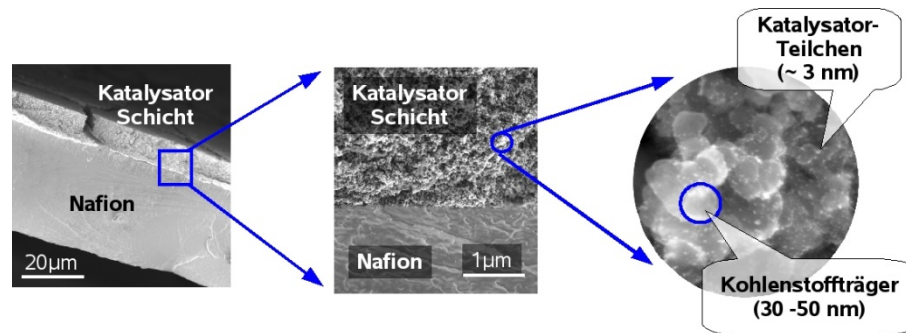 Katalysator
Schicht
Nafion
20µm
Katalysator
Schicht
Nafion
1µm
Katalysator-
Teilchen
(~ 3 nm)
Kohlenstoffträger
(30 -50 nm)